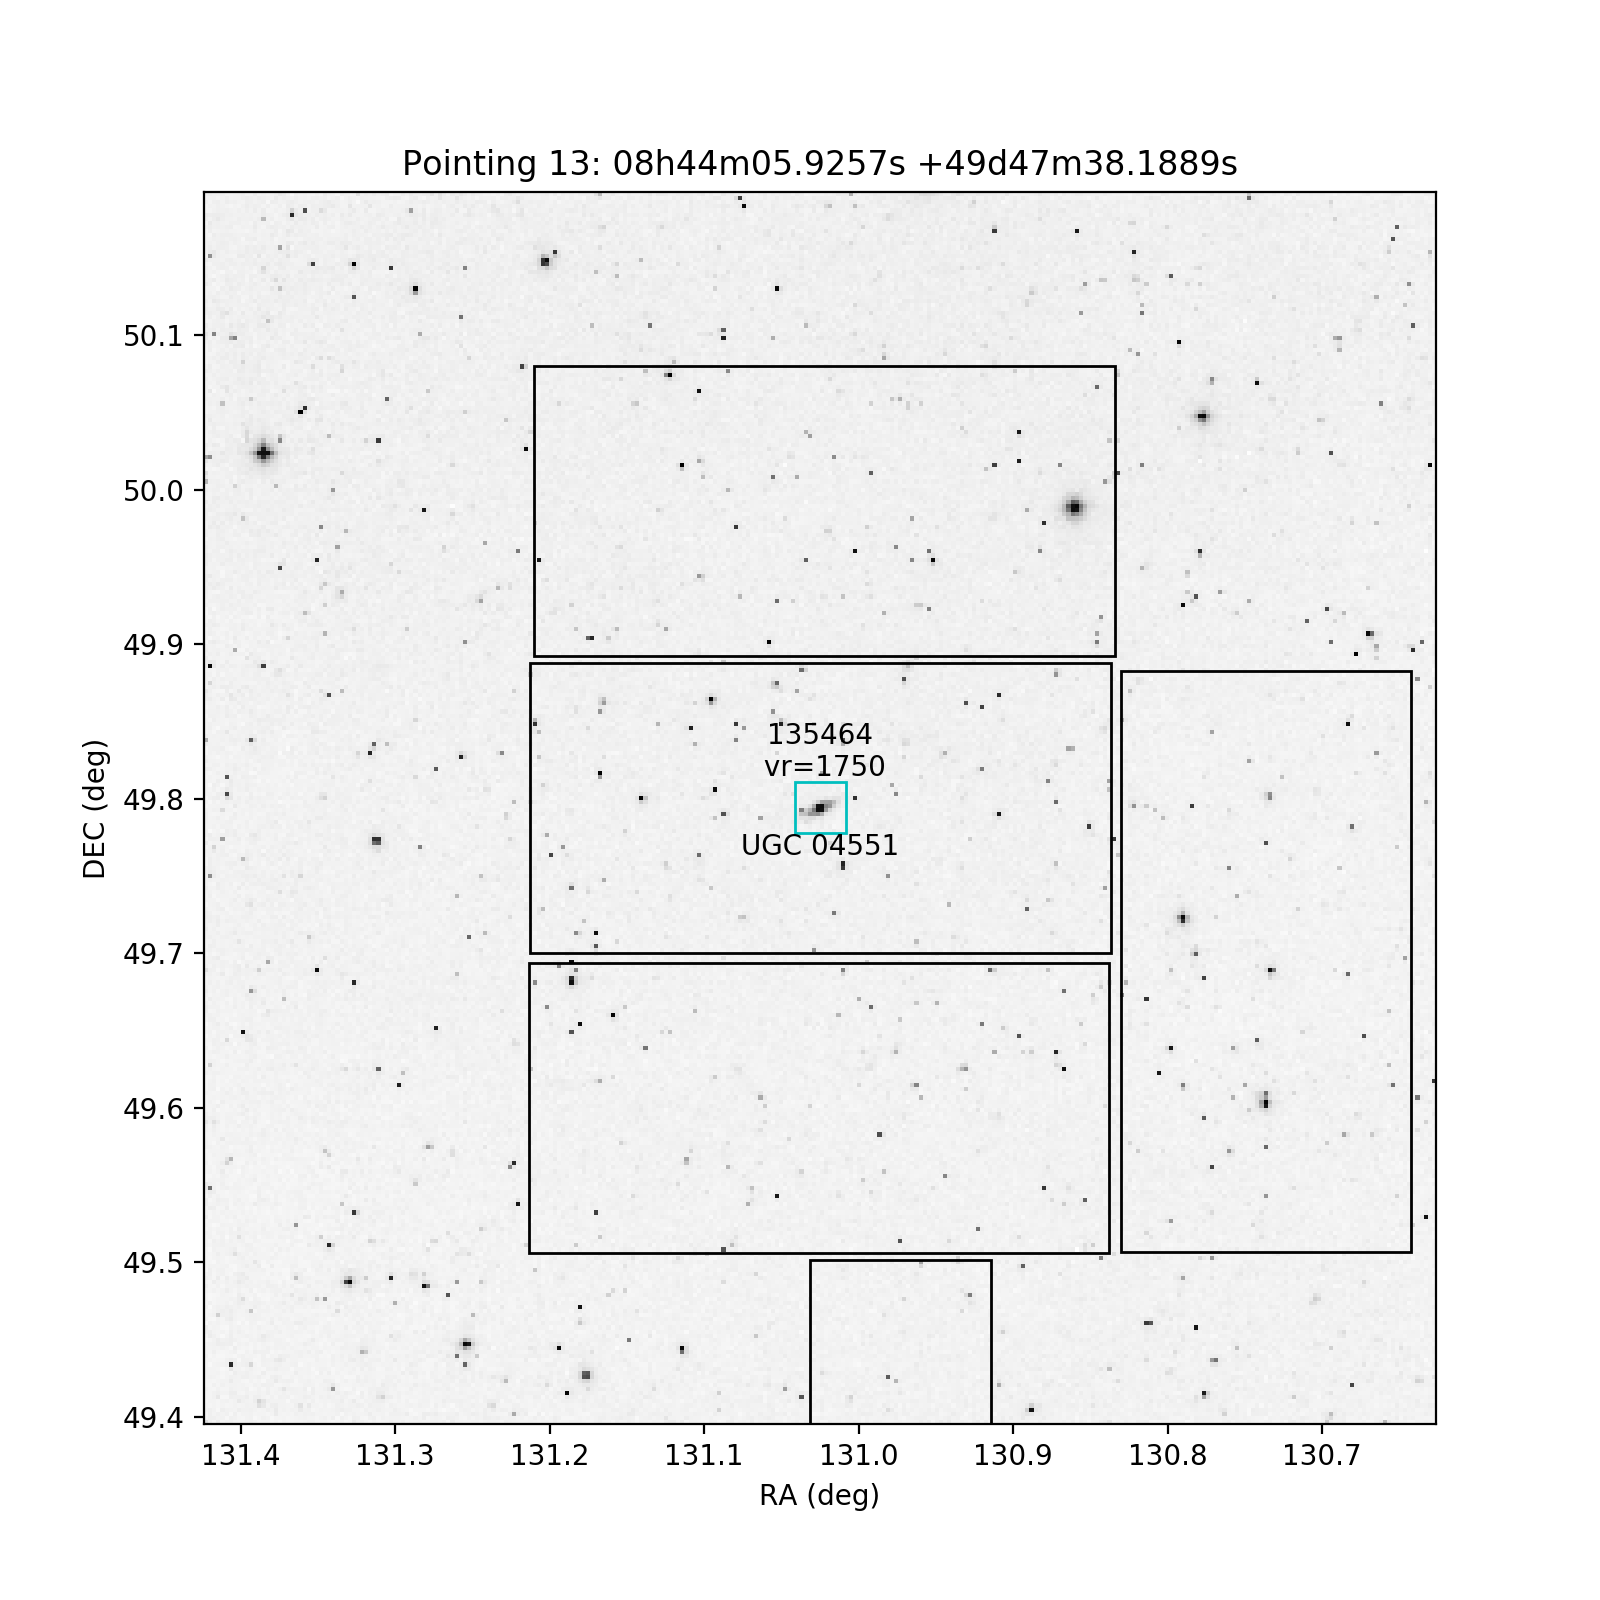 Pointing 13: 08h44m05.9257s +49d47m38.1889s
50.1
50.0
49.9
49.8
49.7
49.6
49.5
49.4
DEC (deg)
135464
vr=1750
UGC 04551
131.4 131.3 131.2 131.1 131.0 130.9 130.8 130.7
RA (deg)